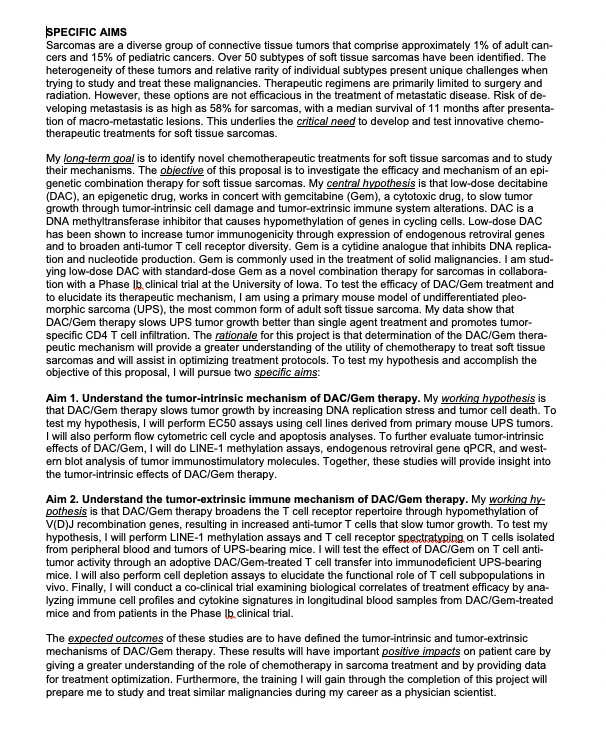 SPECIFIC AIMS
Sarcomas are a diverse group of connective tissue tumors that comprise approximately 1% of adult can-
cers and 15% of pediatric cancers. Over 50 subtypes of soft tissue sarcomas have been identified. The
heterogeneity of these tumors and relative rarity of individual subtypes present unique challenges when
trying to study and treat these malignancies. Therapeutic regimens are primarily limited to surgery and
radiation. However, these options are not efficacious in the treatment of metastatic disease. Risk of de-
veloping metastasis is as high as 58% for sarcomas, with a median survival of 11 months after presenta-
tion of macro-metastatic lesions. This underlies the critical need to develop and test innovative chemo-
therapeutic treatments for soft tissue sarcomas.
My long-term goal is to identify novel chemotherapeutic treatments for soft tissue sarcomas and to study
their mechanisms. The objective of this proposal is to investigate the efficacy and mechanism of an epi-
genetic combination therapy for soft tissue sarcomas. My central hypothesis is that low-dose decitabine
(DAC), an epigenetic drug, works in concert with gemcitabine (Gem), a cytotoxic drug, to slow tumor
growth through tumor-intrinsic cell damage and tumor-extrinsic immune system alterations. DAC is a
DNA methyltransferase inhibitor that causes hypomethylation of genes in cycling cells. Low-dose DAC
has been shown to increase tumor immunogenicity through expression of endogenous retroviral genes
and to broaden anti-tumor T cell receptor diversity. Gem is a cytidine analogue that inhibits DNA replica-
tion and nucleotide production. Gem is commonly used in the treatment of solid malignancies. I am stud-
ying low-dose DAC with standard-dose Gem as a novel combination therapy for sarcomas in collabora-
tion with a Phase Ib clinical trial at the University of Iowa. To test the efficacy of DAC/Gem treatment and
to elucidate its therapeutic mechanism, I am using a primary mouse model of undifferentiated pleo-
morphic sarcoma (UPS), the most common form of adult soft tissue sarcoma. My data show that
DAC/Gem therapy slows UPS tumor growth better than single agent treatment and promotes tumor-
specific CD4 T cell infiltration. The rationale for this project is that determination of the DAC/Gem thera-
peutic mechanism will provide a greater understanding of the utility of chemotherapy to treat soft tissue
sarcomas and will assist in optimizing treatment protocols. To test my hypothesis and accomplish the
objective of this proposal, I will pursue two specific aims:
Aim 1. Understand the tumor-intrinsic mechanism of DAC/Gem therapy. My working hypothesis is
that DAC/Gem therapy slows tumor growth by increasing DNA replication stress and tumor cell death. To
test my hypothesis, I will perform EC50 assays using cell lines derived from primary mouse UPS tumors.
I will also perform flow cytometric cell cycle and apoptosis analyses. To further evaluate tumor-intrinsic
effects of DAC/Gem, I will do LINE-1 methylation assays, endogenous retroviral gene qPCR, and west-
ern blot analysis of tumor immunostimulatory molecules. Together, these studies will provide insight into
the tumor-intrinsic effects of DAC/Gem therapy.
Aim 2. Understand the tumor-extrinsic immune mechanism of DAC/Gem therapy. My working hy-
pothesis is that DAC/Gem therapy broadens the T cell receptor repertoire through hypomethylation of
V(D)J recombination genes, resulting in increased anti-tumor T cells that slow tumor growth. To test my
hypothesis, I will perform LINE-1 methylation assays and T cell receptor spectratyping on T cells isolated
from peripheral blood and tumors of UPS-bearing mice. I will test the effect of DAC/Gem on T cell anti-
tumor activity through an adoptive DAC/Gem-treated T cell transfer into immunodeficient UPS-bearing
mice. I will also perform cell depletion assays to elucidate the functional role of T cell subpopulations in
vivo. Finally, I will conduct a co-clinical trial examining biological correlates of treatment efficacy by ana-
lyzing immune cell profiles and cytokine signatures in longitudinal blood samples from DAC/Gem-treated
mice and from patients in the Phase Ib clinical trial.
The expected outcomes of these studies are to have defined the tumor-intrinsic and tumor-extrinsic
mechanisms of DAC/Gem therapy. These results will have important positive impacts on patient care by
giving a greater understanding of the role of chemotherapy in sarcoma treatment and by providing data
for treatment optimization. Furthermore, the training I will gain through the completion of this project will
prepare me to study and treat similar malignancies during my career as a physician scientist.